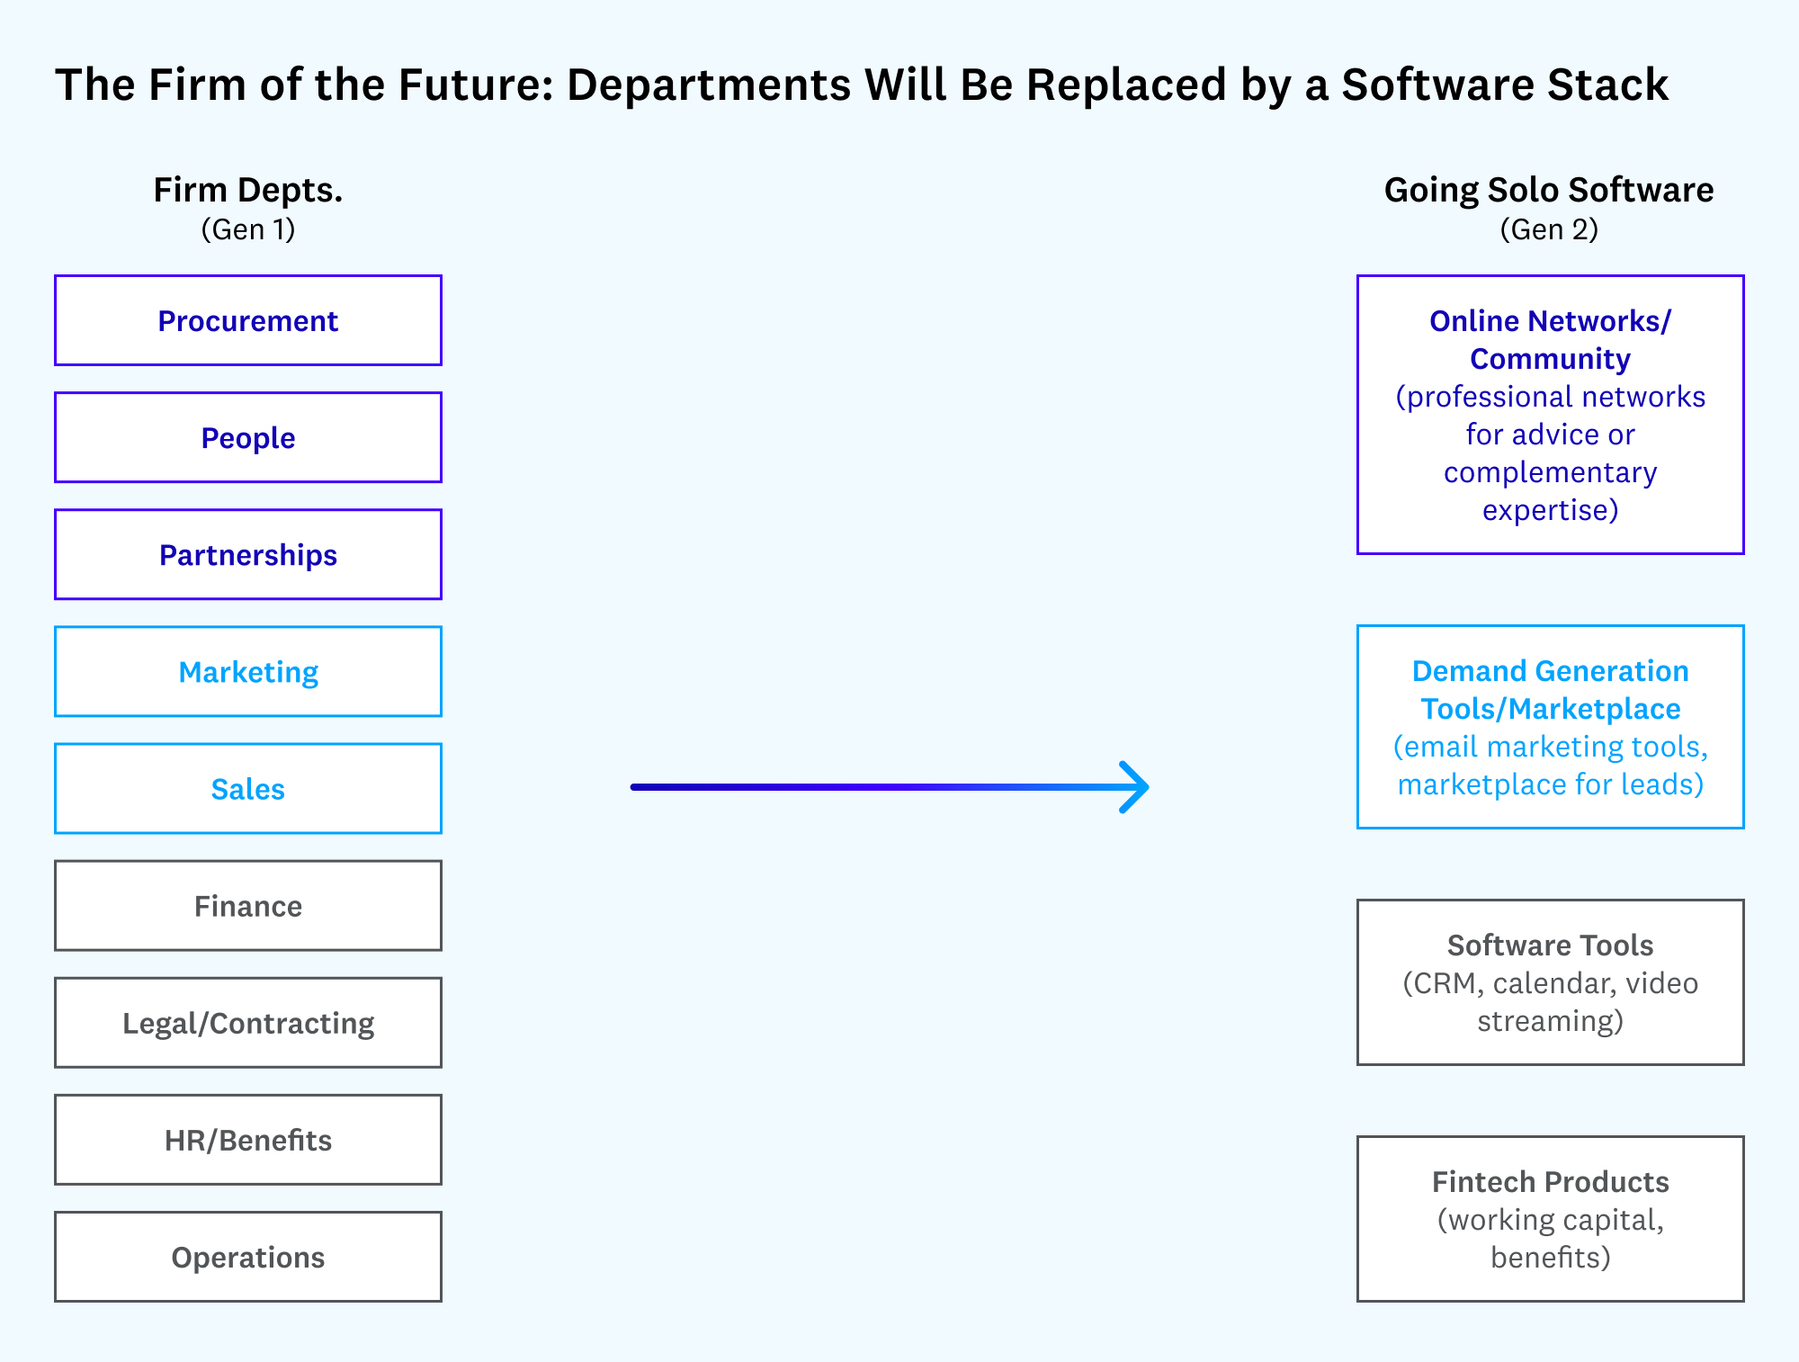 The Firm of the Future: Departments Will Be Replaced by a Software Stack
Firm Depts.
(Gen 1)
Procurement
People
Partnerships
Marketing
Sales
Finance
Legal/Contracting
HR/Benefits
Operations
Going Solo Software
(Gen 2)
Online Networks/
Community
(professional networks
for advice or
complementary
expertise)
Demand Generation
Tools/Marketplace
(email marketing tools,
marketplace for leads)
Software Tools
(CRM, calendar, video
streaming)
Fintech Products
(working capital,
benefits)